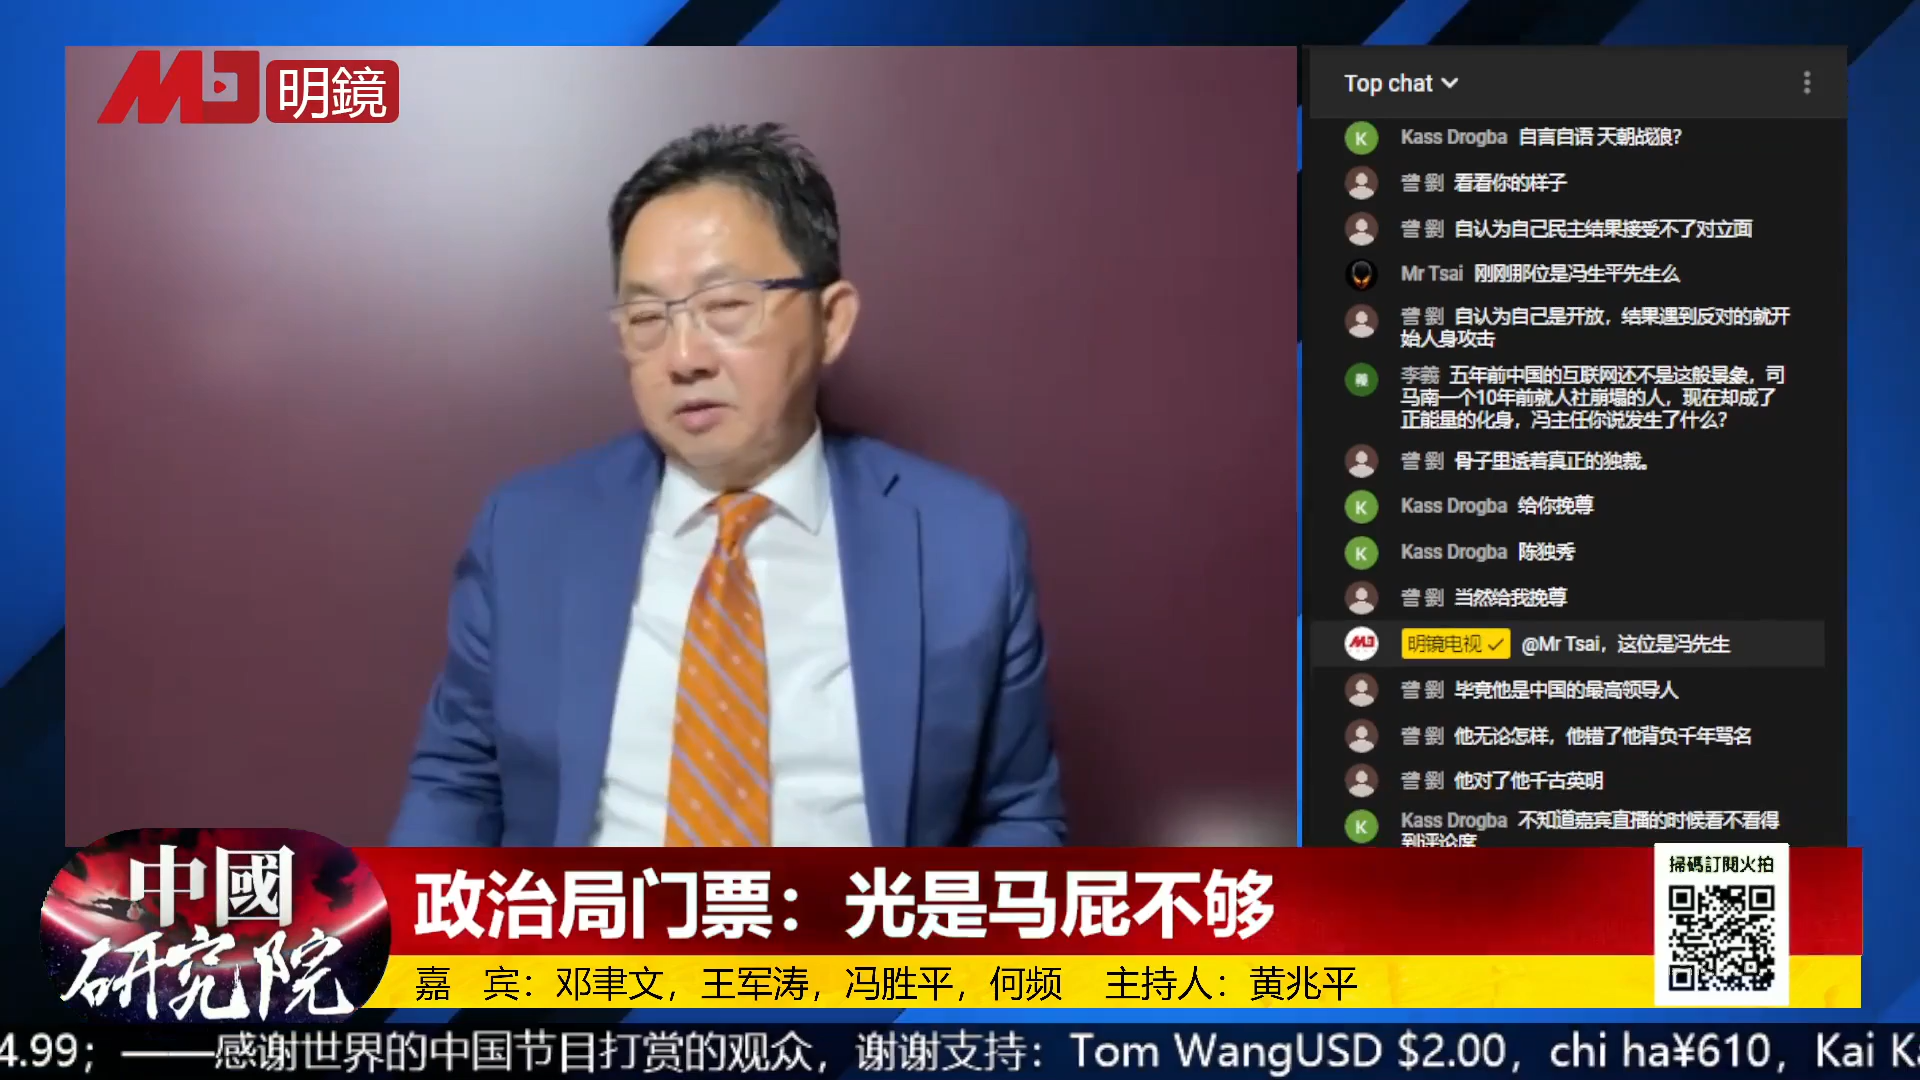 MJ 明鏡
Top chat
Kass Drogba 自言自语 天朝战狼?
曹 劉 看看你的样子
曹 劉 自认为自己民主结果接受不了对立面
Mr Tsai 刚刚那位是冯生平先生么
曹 劉 自认为自己是开放，结果遇到反对的就开
始人身攻击
李義 五年前中国的互联网还不是这般景象，司
马南一个10年前就人社崩塌的人，现在却成了
正能量的化身，冯主任你说发生了什么?
曹 劉 骨子里透着真正的独裁。
Kass Drogba 给你挽尊
Kass Drogba 陈独秀
曹 劉 当然给我挽尊
明镜电视 @Mr Tsai，这位是冯先生
曹 劉 毕竟他是中国的最高领导人
曹 劉 他无论怎样，他错了他背负千年骂名
曹 劉 他对了他千古英明
Kass Drogba 不知道嘉宾直播的时候看不看得
到评论席
掃碼訂閱火拍
中國
研究院
政治局门票：光是马屁不够
嘉 宾：邓聿文，王军涛，冯胜平，何频 主持人：黄兆平
4.99；——感谢世界的中国节目打赏的观众，谢谢支持：Tom WangUSD $2.00，chi ha¥610，Kai K